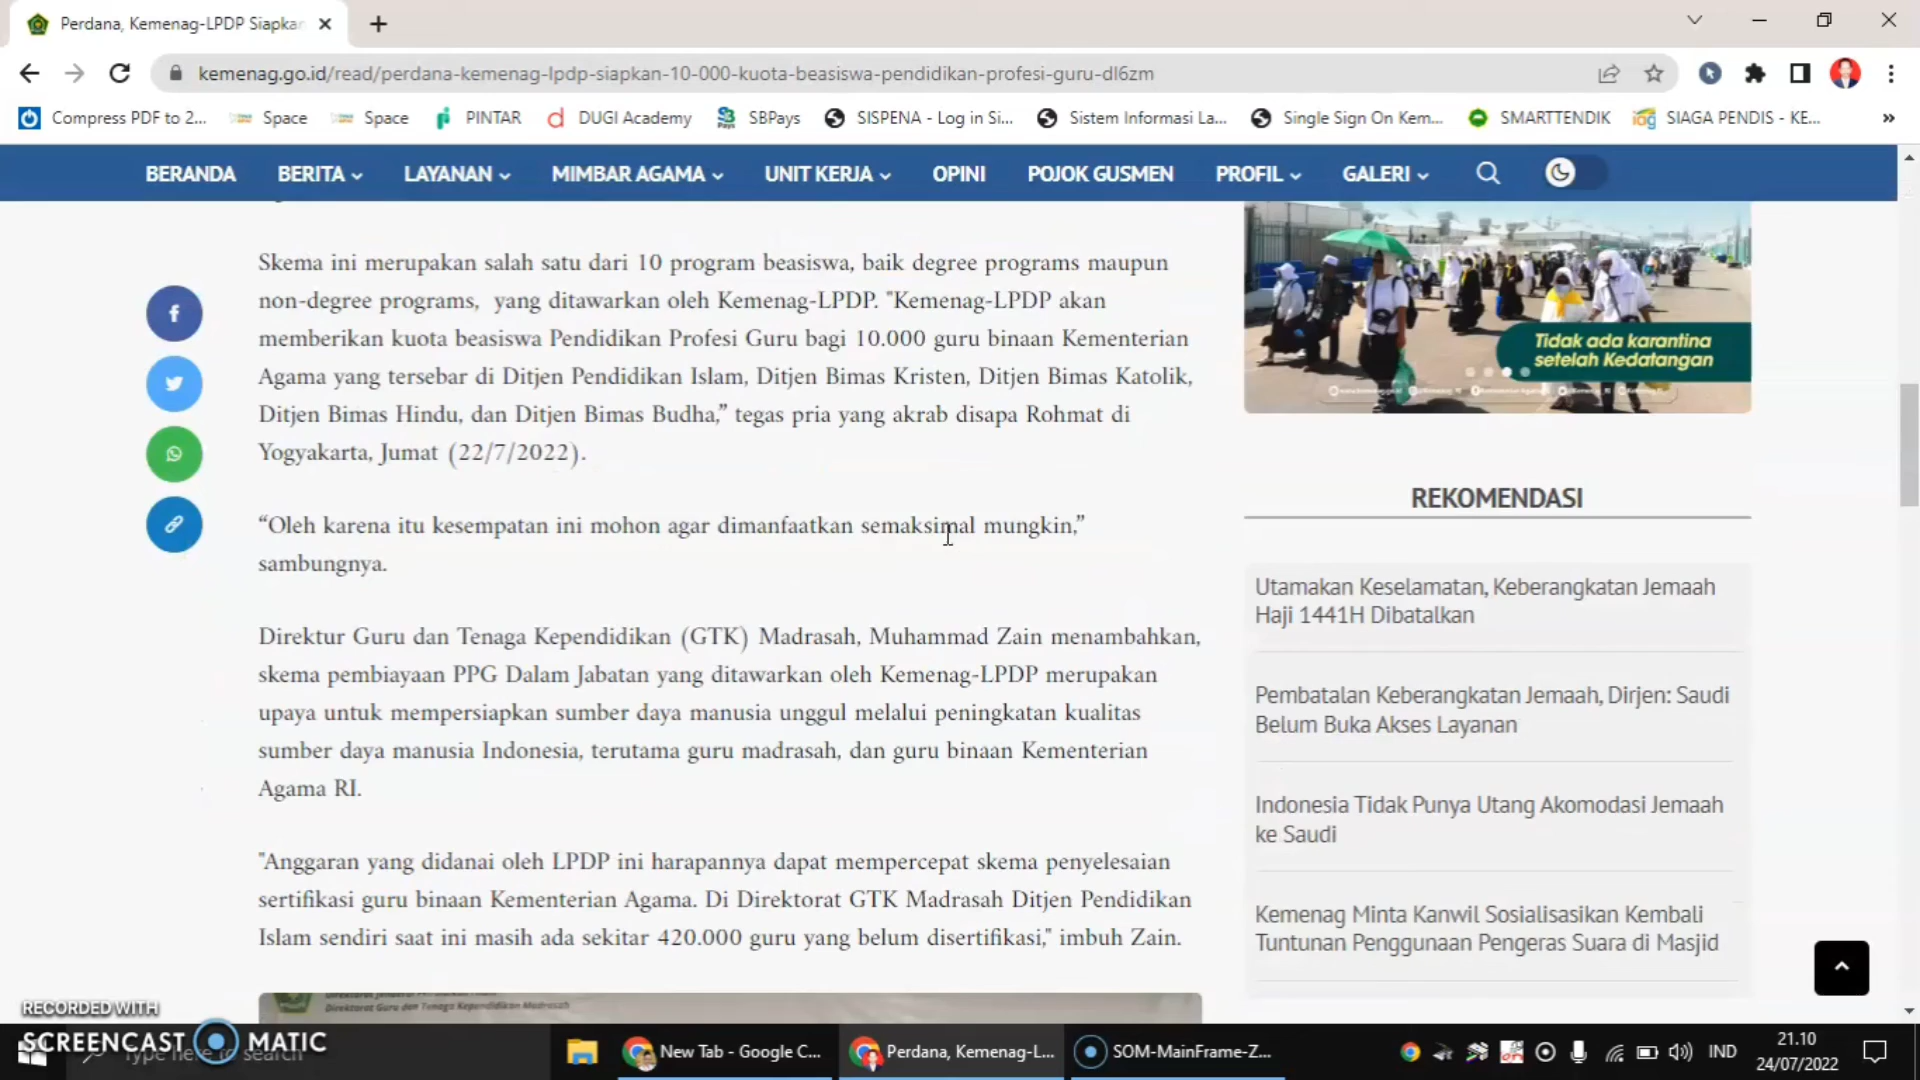 Perdana, Kemenag-LPDP Siapkan
kemenag.go.id/read/perdana-kemenag-lpdp-siapkan-10-000-kuota-beasiswa-pendidikan-profesi-guru-dl6zm
Compress PDF to 2... Space Space PINTAR DUGI Academy SBPays SISPENA - Log in Si... Sistem Informasi La... Single Sign On Kem... SMARTTENDIK SIAGA PENDIS - KE... »
BERANDA BERITA LAYANAN MIMBAR AGAMA UNIT KERJA OPINI POJOK GUSMEN PROFIL GALERI
Skema ini merupakan salah satu dari 10 program beasiswa, baik degree programs maupun
non-degree programs,  yang ditawarkan oleh Kemenag-LPDP. "Kemenag-LPDP akan
memberikan kuota beasiswa Pendidikan Profesi Guru bagi 10.000 guru binaan Kementerian
Agama yang tersebar di Ditjen Pendidikan Islam, Ditjen Bimas Kristen, Ditjen Bimas Katolik,
Ditjen Bimas Hindu, dan Ditjen Bimas Budha,” tegas pria yang akrab disapa Rohmat di
Yogyakarta, Jumat (22/7/2022).
“Oleh karena itu kesempatan ini mohon agar dimanfaatkan semaksimal mungkin,”
sambungnya.
Direktur Guru dan Tenaga Kependidikan (GTK) Madrasah, Muhammad Zain menambahkan,
skema pembiayaan PPG Dalam Jabatan yang ditawarkan oleh Kemenag-LPDP merupakan
upaya untuk mempersiapkan sumber daya manusia unggul melalui peningkatan kualitas
sumber daya manusia Indonesia, terutama guru madrasah, dan guru binaan Kementerian
Agama RI.
"Anggaran yang didanai oleh LPDP ini harapannya dapat mempercepat skema penyelesaian
sertifikasi guru binaan Kementerian Agama. Di Direktorat GTK Madrasah Ditjen Pendidikan
Islam sendiri saat ini masih ada sekitar 420.000 guru yang belum disertifikasi," imbuh Zain.
Direktorat Guru dan Tenaga Kependidikan Madrasah
Tidak ada karantina
setelah Kedatangan
REKOMENDASI
Utamakan Keselamatan, Keberangkatan Jemaah
Haji 1441H Dibatalkan
Pembatalan Keberangkatan Jemaah, Dirjen: Saudi
Belum Buka Akses Layanan
Indonesia Tidak Punya Utang Akomodasi Jemaah
ke Saudi
Kemenag Minta Kanwil Sosialisasikan Kembali
Tuntunan Penggunaan Pengeras Suara di Masjid
RECORDED WITH
SCREENCAST MATIC
Type here to search
New Tab - Google C...
Perdana, Kemenag-L...
SOM-MainFrame-Z...
IND
21.10
24/07/2022